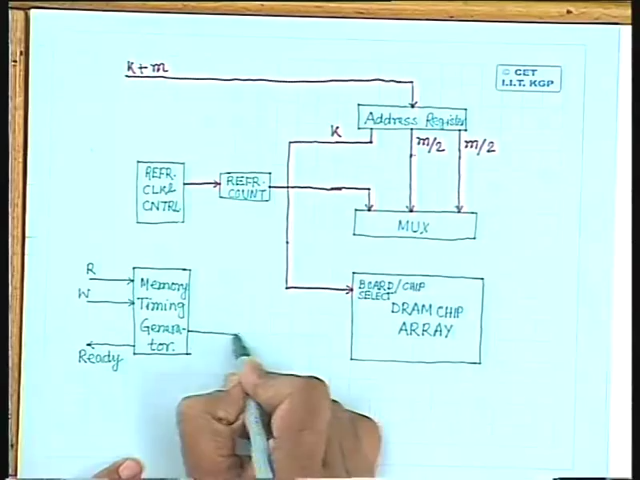 K+m
© CET
I.I.T. KGP
Address Register
K
m/2
m/2
REFR.
CLK &
CNTRL
REFR.
COUNT
MUX
R
W
Memory
Timing
Genera-
tor.
Ready
BOARD/CHIP
SELECT
DRAM CHIP
ARRAY